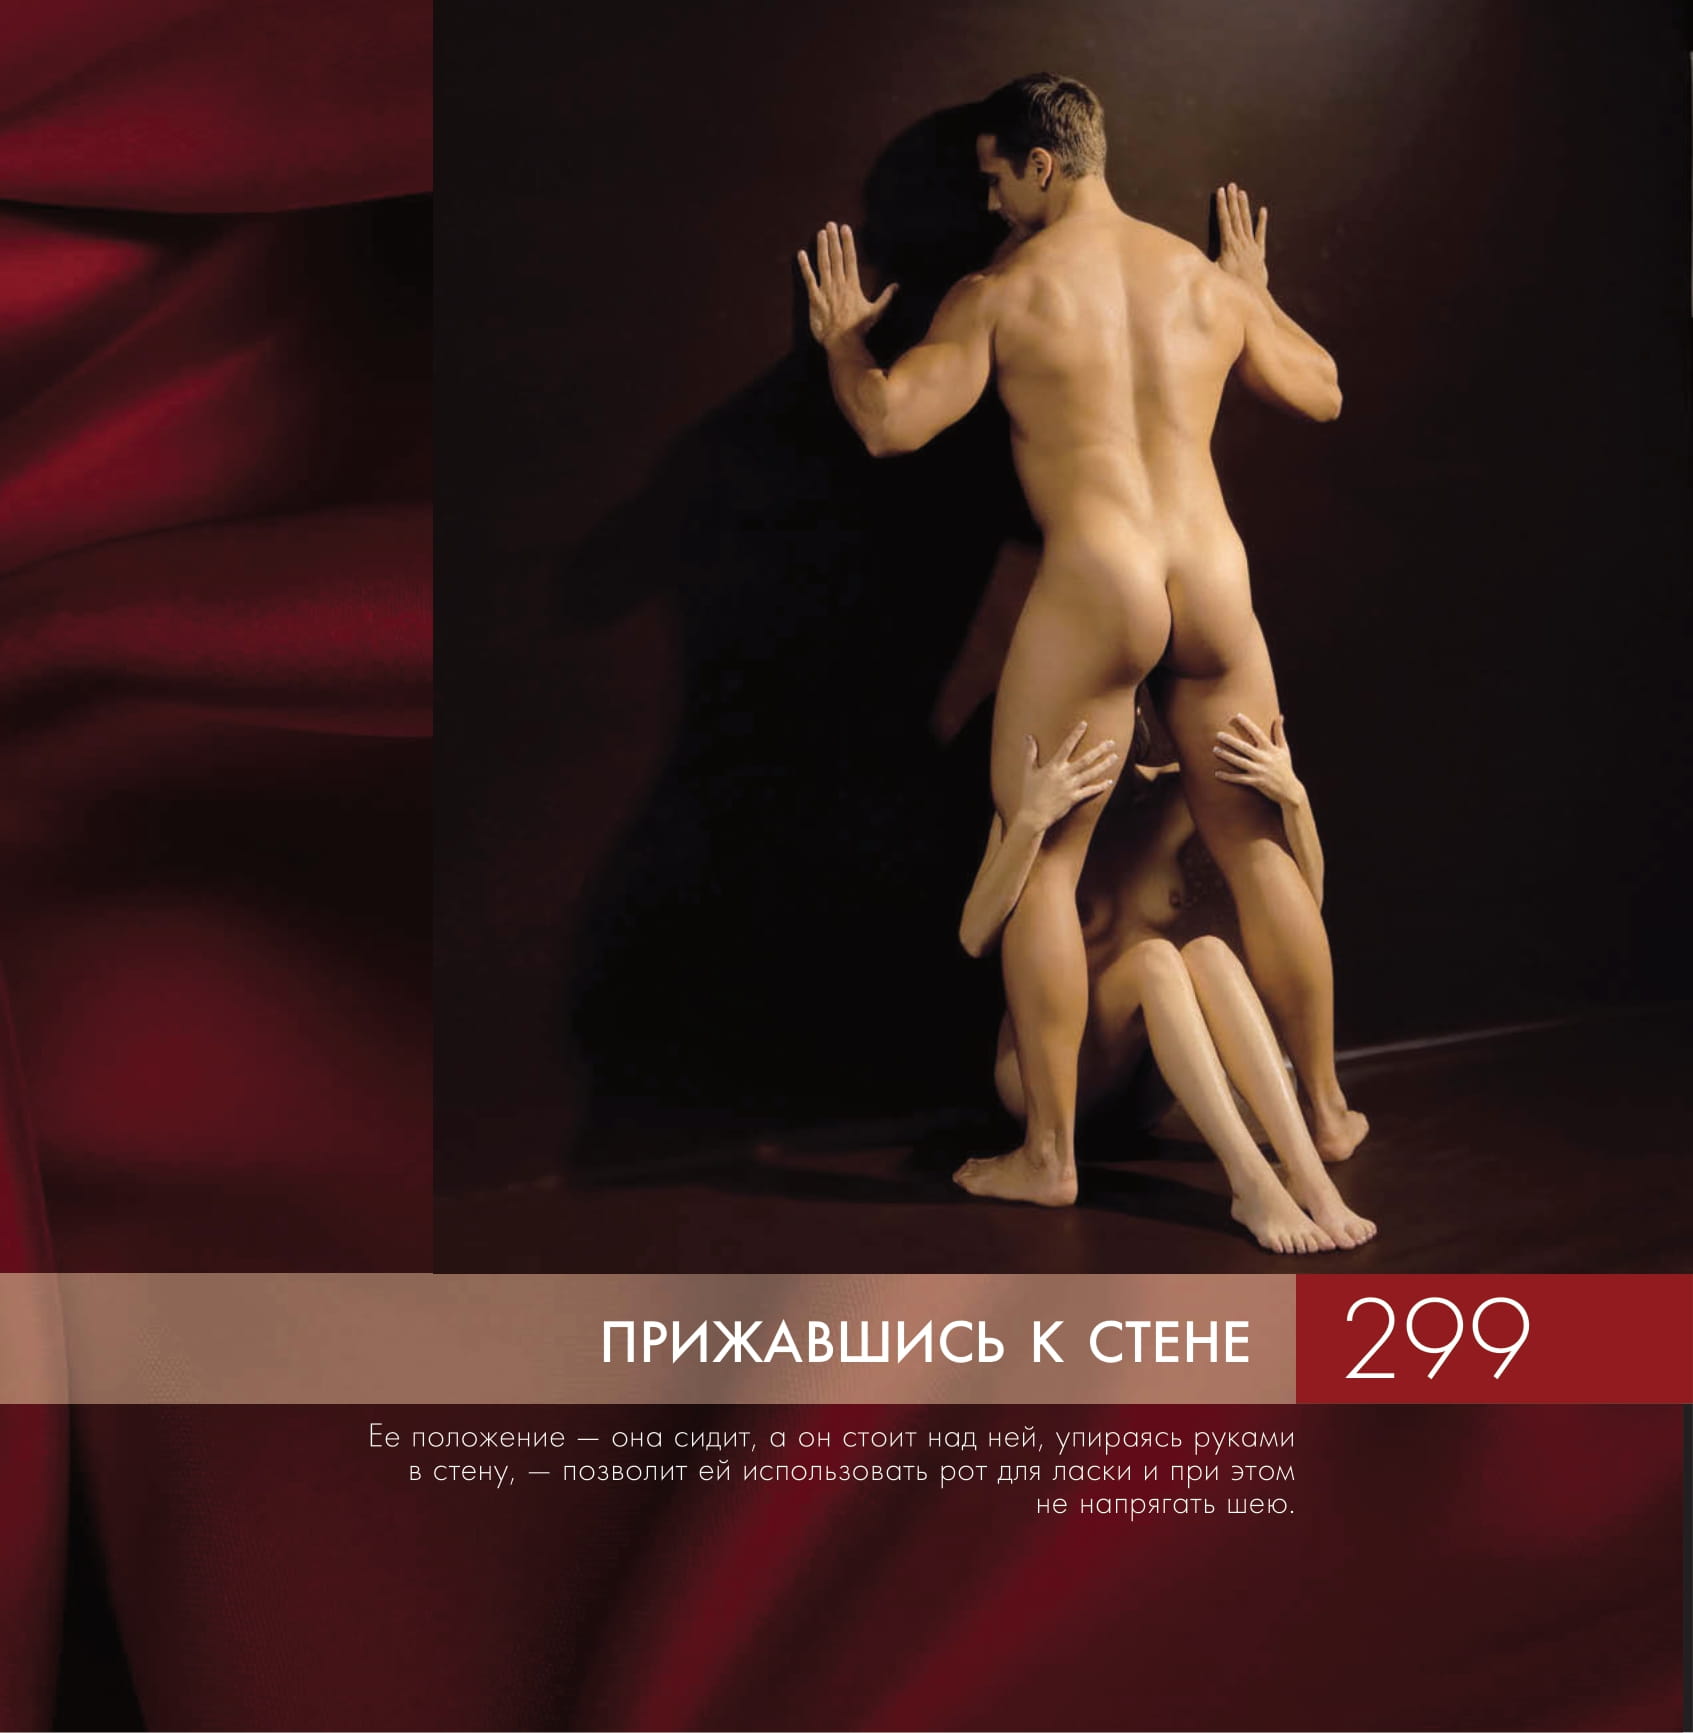 ПРИЖАВШИСЬ К СТЕНЕ
299
Ее положение — она сидит, а он стоит над ней, упираясь руками
в стену, — позволит ей использовать рот для ласки и при этом
не напрягать шею.